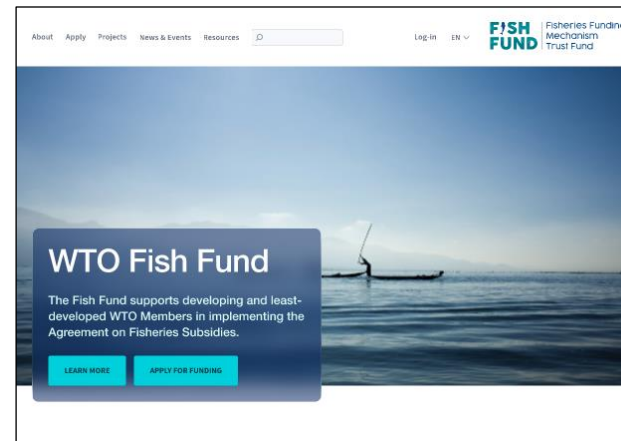 About Apply Projects News & Events Resources Log-in EN
F!SH FUND
Fisheries Funding
Mechanism
Trust Fund
WTO Fish Fund
The Fish Fund supports developing and least-
developed WTO Members in implementing the
Agreement on Fisheries Subsidies.
LEARN MORE APPLY FOR FUNDING